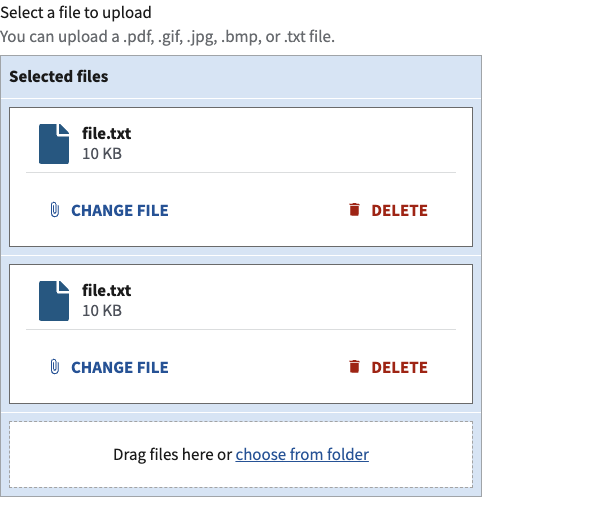 Select a file to upload
You can upload a .pdf, .gif, .jpg, .bmp, or .txt file.
Selected files
file.txt
10 KB
CHANGE FILE
DELETE
file.txt
10 KB
CHANGE FILE
DELETE
Drag files here or choose from folder